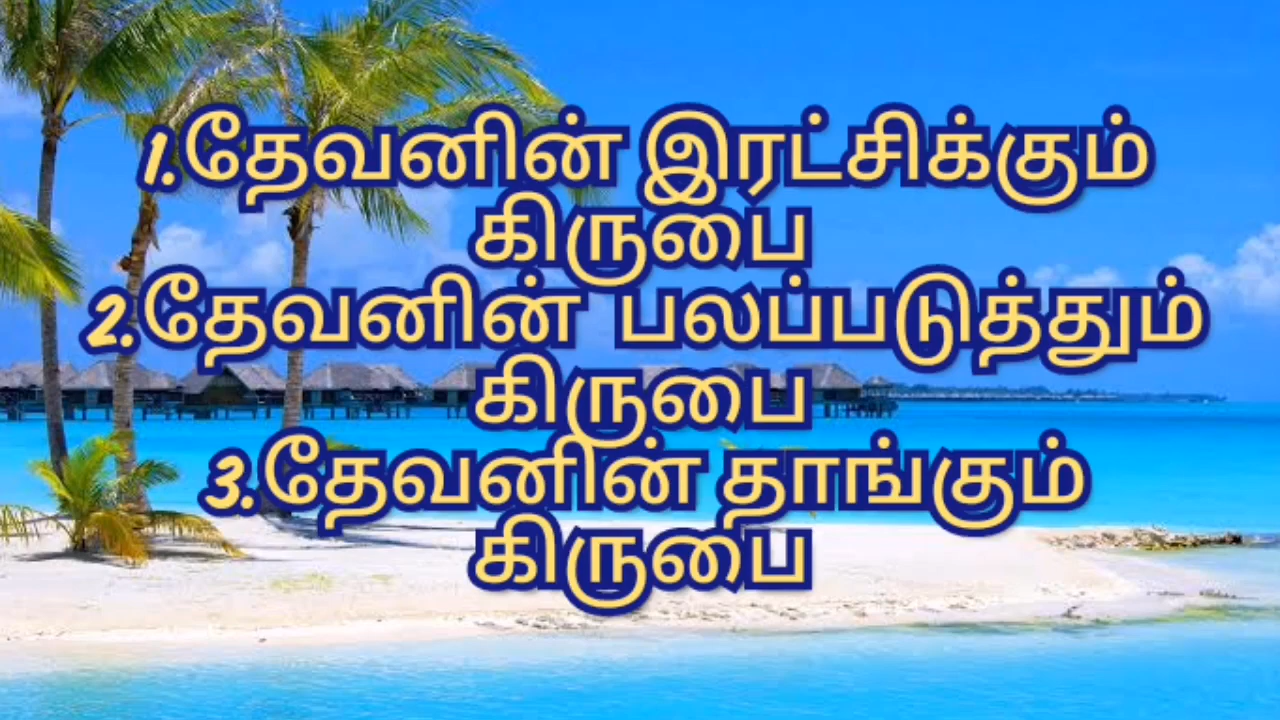 1.தேவனின் இரட்சிக்கும்
கிருபை
2.தேவனின் பலப்படுத்தும்
கிருபை
3.தேவனின் தாங்கும்
கிருபை